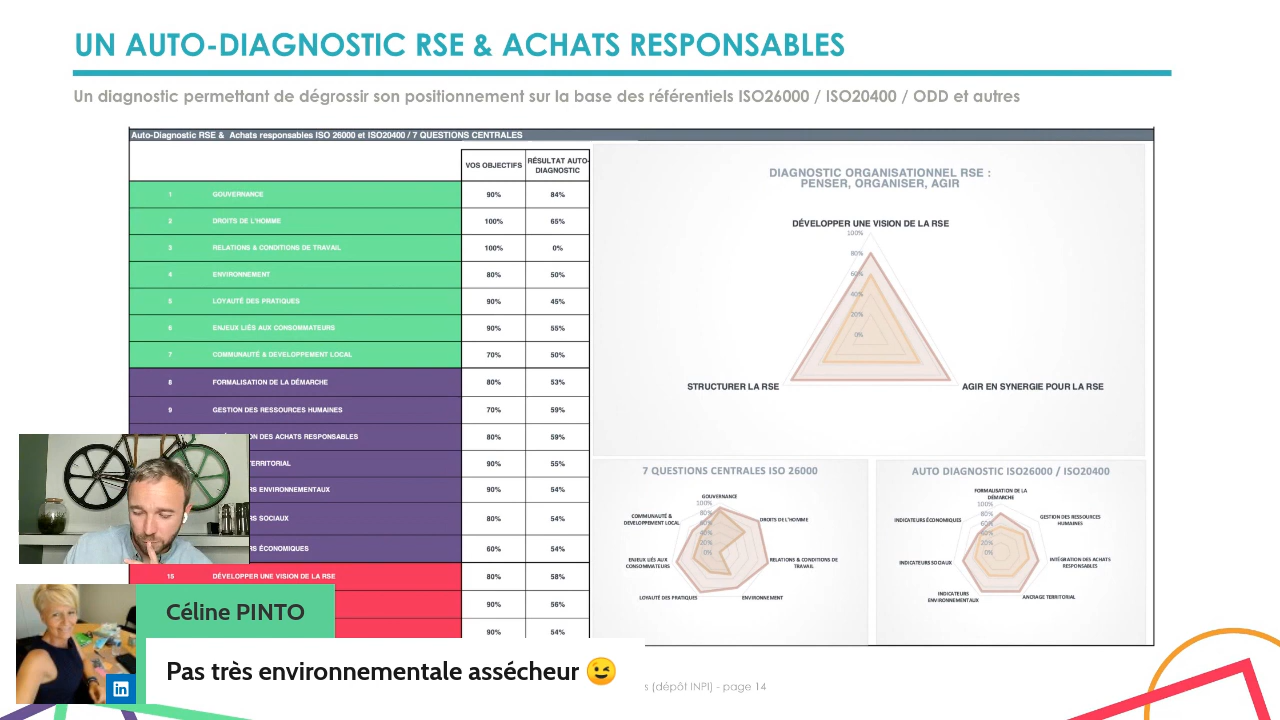 UN AUTO-DIAGNOSTIC RSE & ACHATS RESPONSABLES
Un diagnostic permettant de dégrossir son positionnement sur la base des référentiels ISO26000 / ISO20400 / ODD et autres
Auto-Diagnostic RSE & Achats responsables ISO 26000 et ISO20400 / 7 QUESTIONS CENTRALES
VOS OBJECTIFS
RÉSULTAT AUTO-
DIAGNOSTIC
1 GOUVERNANCE 90% 84%
2 DROITS DE L'HOMME 100% 65%
3 RELATIONS & CONDITIONS DE TRAVAIL 100% 0%
4 ENVIRONNEMENT 80% 50%
5 LOYAUTÉ DES PRATIQUES 90% 45%
6 ENJEUX LIÉS AUX CONSOMMATEURS 90% 55%
7 COMMUNAUTÉ & DEVELOPPEMENT LOCAL 70% 50%
8 FORMALISATION DE LA DÉMARCHE 80% 53%
9 GESTION DES RESSOURCES HUMAINES 70% 59%
DES ACHATS RESPONSABLES 80% 59%
90% 55%
ENVIRONNEMENTAUX 90% 54%
SOCIAUX 80% 54%
ÉCONOMIQUES 60% 54%
15 DÉVELOPPER UNE VISION DE LA RSE 80% 58%
90% 56%
90% 54%
DIAGNOSTIC ORGANISATIONNEL RSE :
PENSER, ORGANISER, AGIR
DÉVELOPPER UNE VISION DE LA RSE
100%
80%
60%
40%
20%
0%
STRUCTURER LA RSE
AGIR EN SYNERGIE POUR LA RSE
7 QUESTIONS CENTRALES ISO 26000
GOUVERNANCE
100%
80%
60%
40%
20%
0%
DROITS DE L'HOMME
RELATIONS & CONDITIONS DE
TRAVAIL
ENVIRONNEMENT
LOYAUTÉ DES PRATIQUES
ENJEUX LIÉS AUX
CONSOMMATEURS
COMMUNAUTÉ &
DEVELOPPEMENT LOCAL
AUTO DIAGNOSTIC ISO26000 / ISO20400
FORMALISATION DE LA
DÉMARCHE
100%
80%
60%
40%
20%
0%
GESTION DES RESSOURCES
HUMAINES
INTÉGRATION DES ACHATS
RESPONSABLES
ANCRAGE TERRITORIAL
INDICATEURS
ENVIRONNEMENTAUX
INDICATEURS SOCIAUX
INDICATEURS ÉCONOMIQUES
Céline PINTO
Pas très environnementale assécheur 😉
in
(dépôt INPI) - page 14